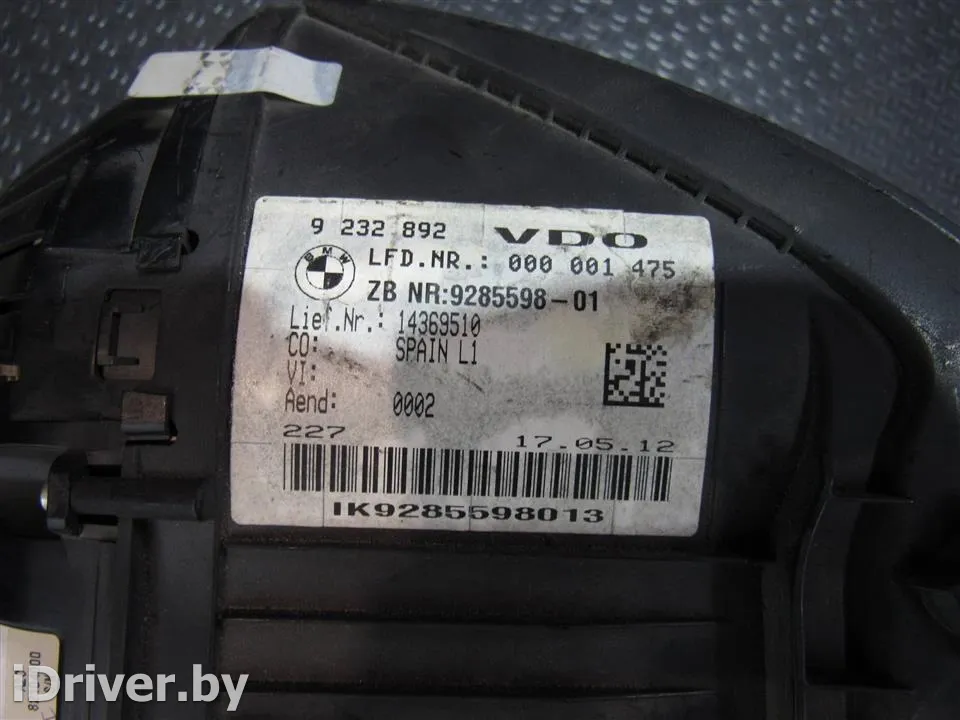 9 232 892 VDO
BMW
LFD.NR.: 000 001 475
ZB NR:9285598-01
Lief.Nr.: 14369510
CO: SPAIN L1
VI:
Aend: 0002
227 17.05.12
IK9285598013
iDriver.by